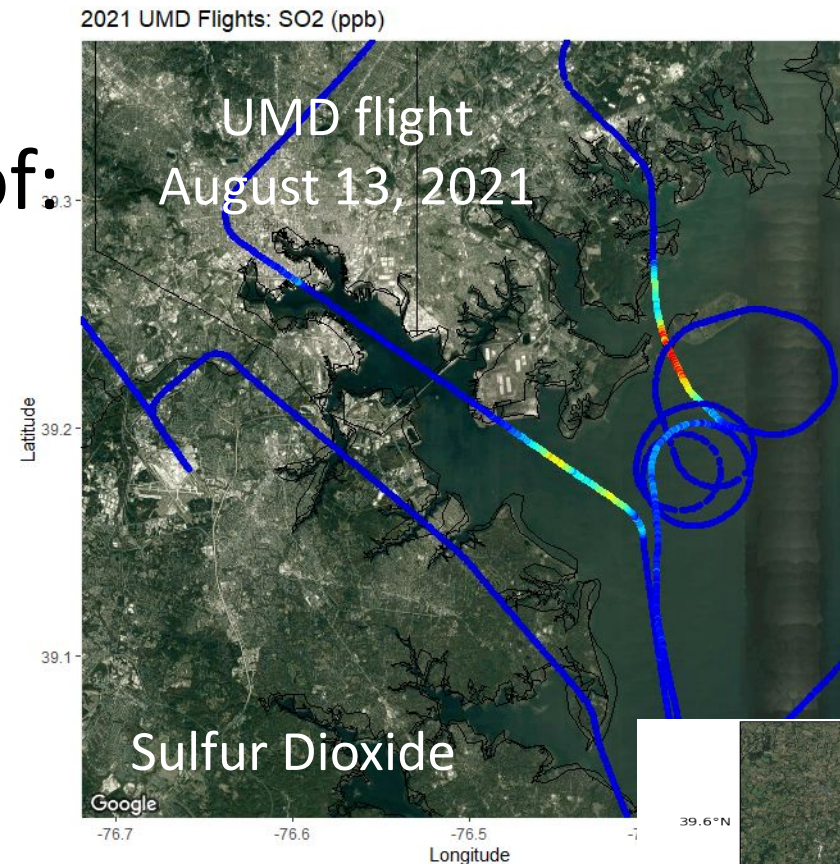 2021 UMD Flights: SO2 (ppb)
UMD flight
August 13, 2021
of:
39.3
39.2
39.1
Latitude
Sulfur Dioxide
Google
39.6°N
-76.7
-76.6
-76.5
Longitude